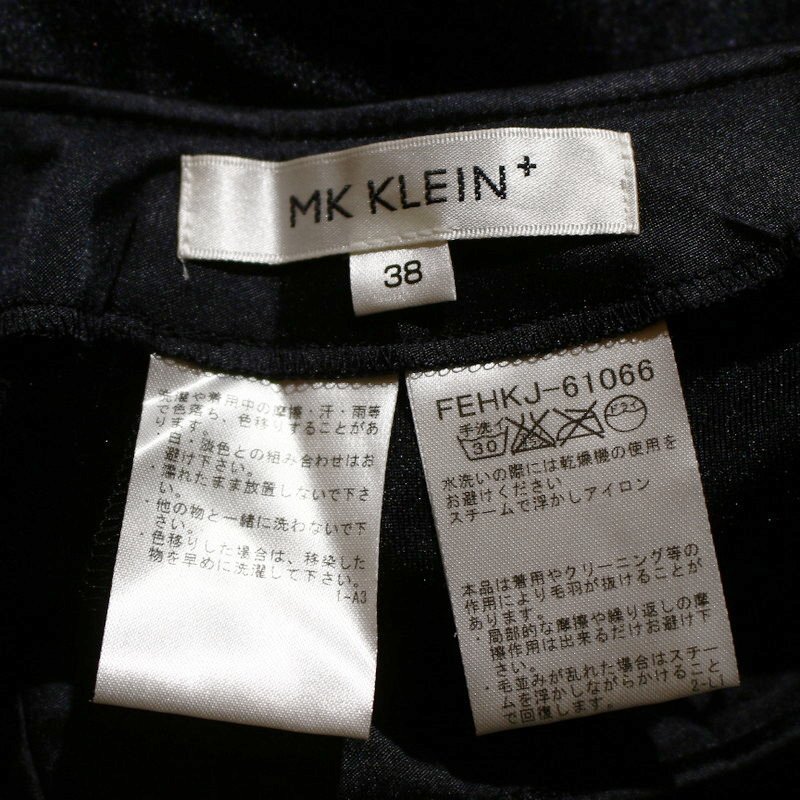 MK KLEIN+
38
洗濯や着用中の摩擦・汗・雨等
で色落ち、色移りすることがあ
ります。
・白・淡色との組み合わせはお
避け下さい。
・濡れたまま放置しないで下さ
い。
・他の物と一緒に洗わないで下
さい。
・色移りした場合は、移染した
物を早めに洗濯して下さい。
1-A3
FEHKJ-61066
手洗イ
30
水洗いの際には乾燥機の使用を
お避けください
スチームで浮かしアイロン
本品は着用やクリーニング等の
作用により毛羽が抜けることが
あります。
・局部的な摩擦や繰り返しの摩
擦作用は出来るだけお避け下
さい。
・毛並みが乱れた場合はスチー
ムを浮かしながらかけること
で回復します。
2-L1